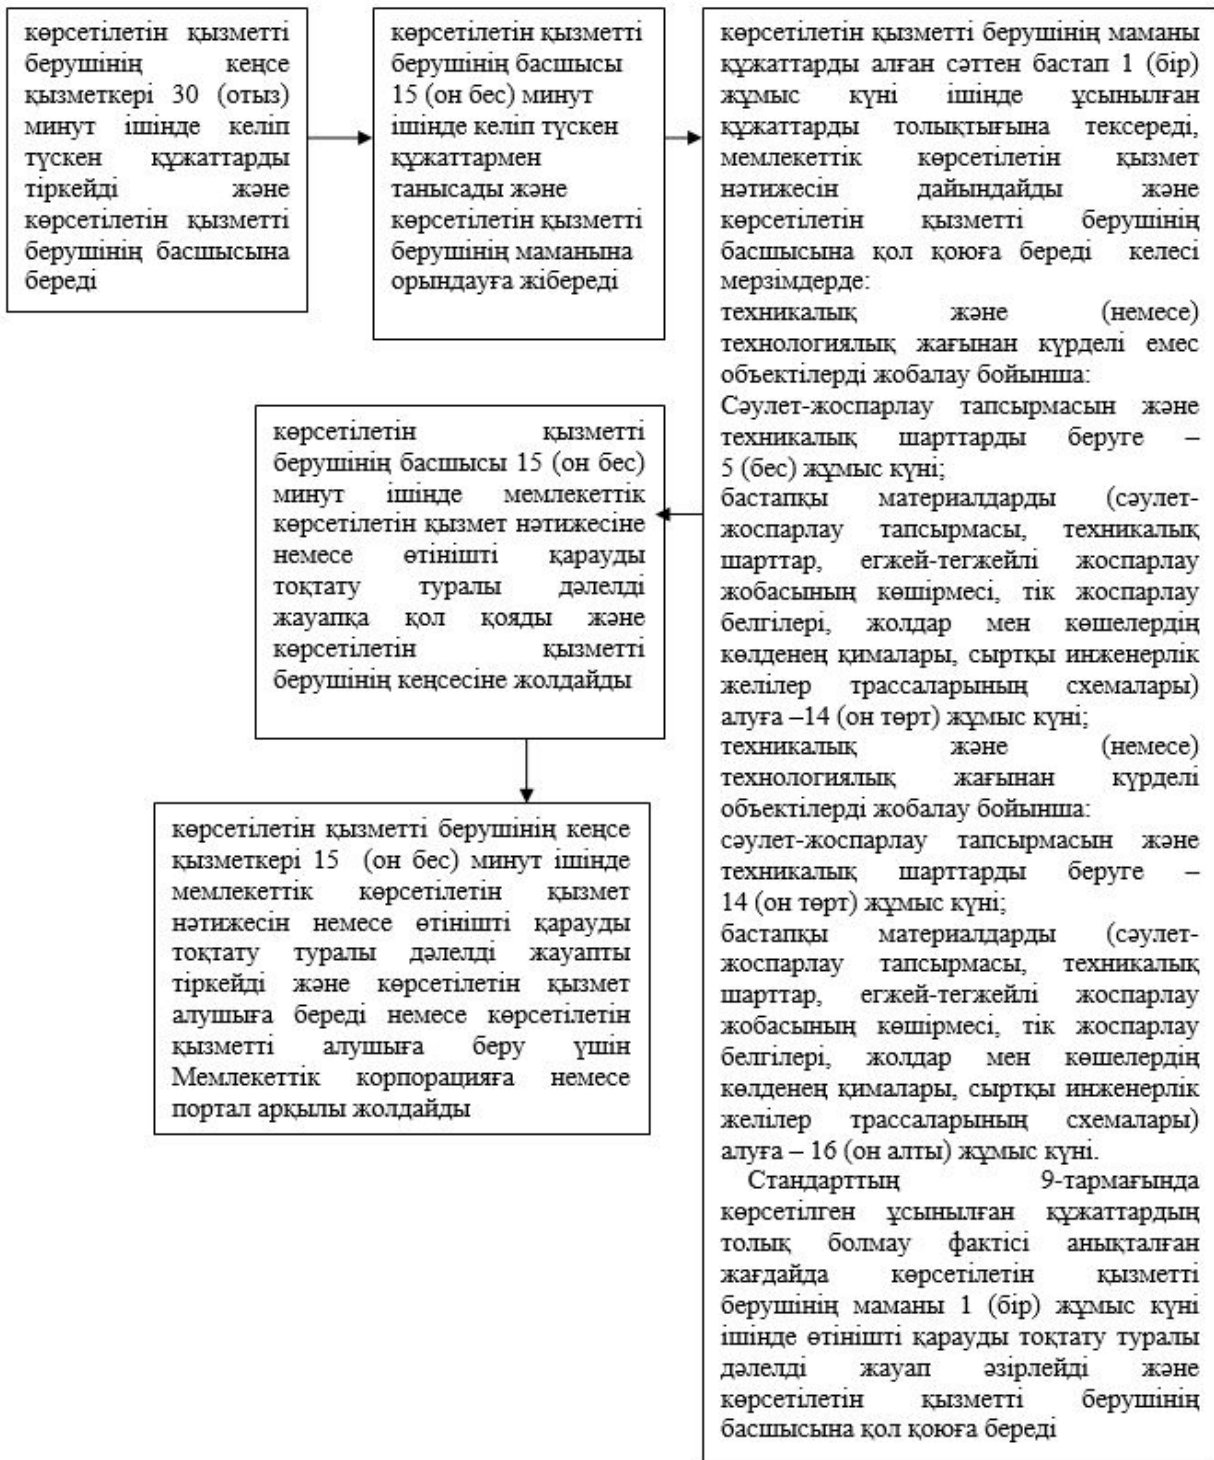 көрсетілетін қызметті
берушінің кеңсе
қызметкері 30 (отыз)
минут ішінде келіп
түскен құжаттарды
тіркейді және
көрсетілетін қызметті
берушінің басшысына
береді
көрсетілетін қызметті
берушінің басшысы
15 (он бес) минут
ішінде келіп түскен
құжаттармен
танысады және
көрсетілетін қызметті
берушінің маманына
орындауға жібереді
көрсетілетін қызметті берушінің маманы
құжаттарды алған сәттен бастап 1 (бір)
жұмыс күні ішінде ұсынылған
құжаттарды толықтығына тексереді,
мемлекеттік көрсетілетін қызмет
нәтижесін дайындайды және
көрсетілетін қызметті берушінің
басшысына қол қоюға береді келесі
мерзімдерде:
техникалық және (немесе)
технологиялық жағынан күрделі емес
объектілерді жобалау бойынша:
Сәулет-жоспарлау тапсырмасын және
техникалық шарттарды беруге –
5 (бес) жұмыс күні;
бастапқы материалдарды (сәулет-
жоспарлау тапсырмасы, техникалық
шарттар, егжей-тегжейлі жоспарлау
жобасының көшірмесі, тік жоспарлау
белгілері, жолдар мен көшелердің
көлденең қималары, сыртқы инженерлік
желілер трассаларының схемалары)
алуға –14 (он төрт) жұмыс күні;
техникалық және (немесе)
технологиялық жағынан күрделі
объектілерді жобалау бойынша:
сәулет-жоспарлау тапсырмасын және
техникалық шарттарды беруге –
14 (он төрт) жұмыс күні;
бастапқы материалдарды (сәулет-
жоспарлау тапсырмасы, техникалық
шарттар, егжей-тегжейлі жоспарлау
жобасының көшірмесі, тік жоспарлау
белгілері, жолдар мен көшелердің
көлденең қималары, сыртқы инженерлік
желілер трассаларының схемалары)
алуға – 16 (он алты) жұмыс күні.
Стандарттың 9-тармағында
көрсетілген ұсынылған құжаттардың
толық болмау фактісі анықталған
жағдайда көрсетілетін қызметті
берушінің маманы 1 (бір) жұмыс күні
ішінде өтінішті қарауды тоқтату туралы
дәлелді жауап әзірлейді және
көрсетілетін қызметті берушінің
басшысына қол қоюға береді
көрсетілетін қызметті
берушінің басшысы 15 (он бес)
минут ішінде мемлекеттік
көрсетілетін қызмет нәтижесіне
немесе өтінішті қарауды
тоқтату туралы дәлелді
жауапқа қол қояды және
көрсетілетін қызметті
берушінің кеңсесіне жолдайды
көрсетілетін қызметті берушінің кеңсе
қызметкері 15 (он бес) минут ішінде
мемлекеттік көрсетілетін қызмет
нәтижесін немесе өтінішті қарауды
тоқтату туралы дәлелді жауапты
тіркейді және көрсетілетін қызмет
алушыға береді немесе көрсетілетін
қызметті алушыға беру үшін
Мемлекеттік корпорацияға немесе
портал арқылы жолдайды